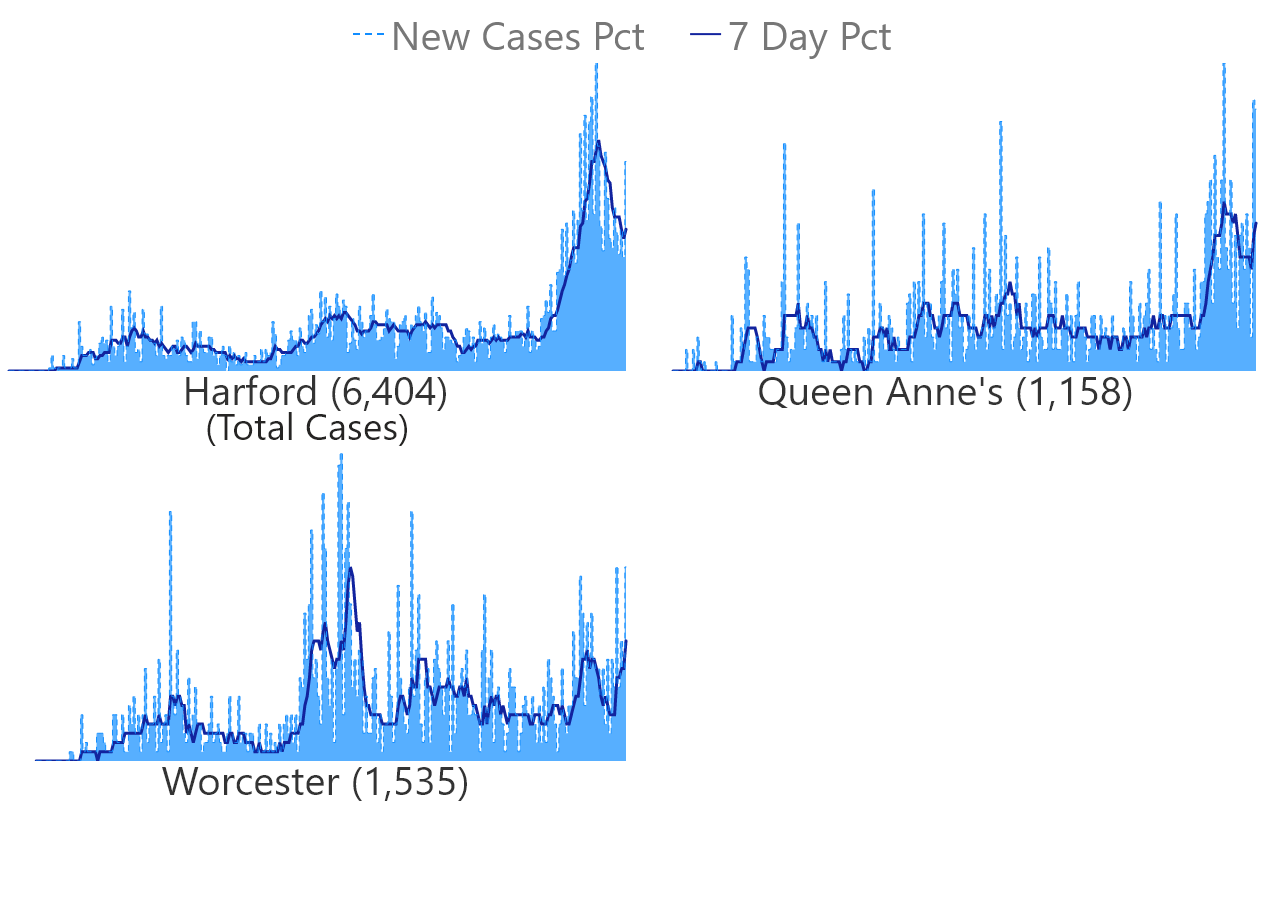 New Cases Pct 7 Day Pct
Harford (6,404)
(Total Cases)
Queen Anne's (1,158)
Worcester (1,535)